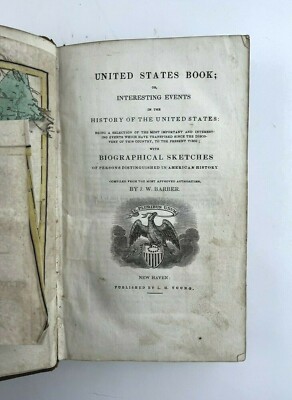 UNITED STATES BOOK;
OR,
INTERESTING EVENTS
IN THE
HISTORY OF THE UNITED STATES:
BEING A SELECTION OF THE MOST IMPORTANT AND INTEREST-
ING EVENTS WHICH HAVE TRANSPIRED SINCE THE DISCO-
VERY OF THIS COUNTRY, TO THE PRESENT TIME;
WITH
BIOGRAPHICAL SKETCHES
OF PERSONS DISTINGUISHED IN AMERICAN HISTORY
COMPILED FROM THE MOST APPROVED AUTHORITIES,
BY J. W. BARBER.
E PLURIBUS UNUM
NEW HAVEN
PUBLISHED BY L. H. YOUNG.